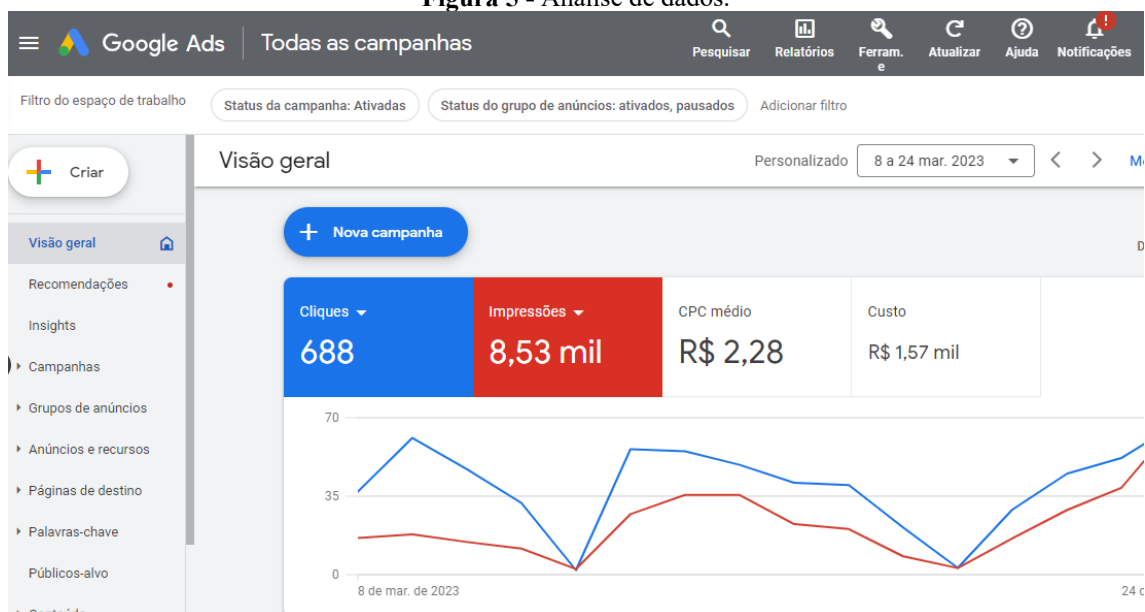 Figura 5 - Análise de dados.
Google Ads Todas as campanhas
Pesquisar
Relatórios
Ferram.
e
Atualizar
Ajuda
Notificações
!
Filtro do espaço de trabalho
Status da campanha: Ativadas
Status do grupo de anúncios: ativados, pausados
Adicionar filtro
Criar
Visão geral
Personalizado
8 a 24 mar. 2023
Nova campanha
Visão geral
Recomendações
Insights
Campanhas
Grupos de anúncios
Anúncios e recursos
Páginas de destino
Palavras-chave
Públicos-alvo
Cliques
688
Impressões
8,53 mil
CPC médio
R$ 2,28
Custo
R$ 1,57 mil
70
35
0
8 de mar. de 2023
24